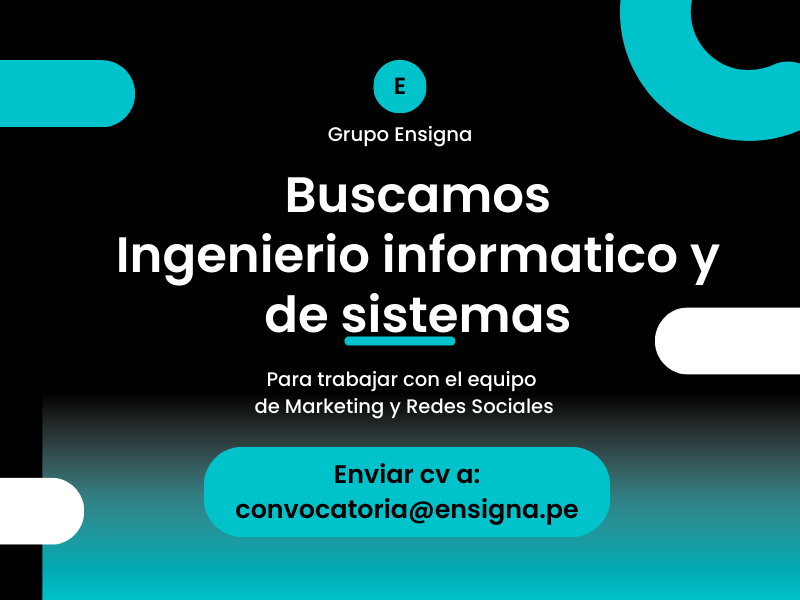 E
Grupo Ensigna
Buscamos
Ingenierio informatico y
de sistemas
Para trabajar con el equipo
de Marketing y Redes Sociales
Enviar cv a:
convocatoria@ensigna.pe